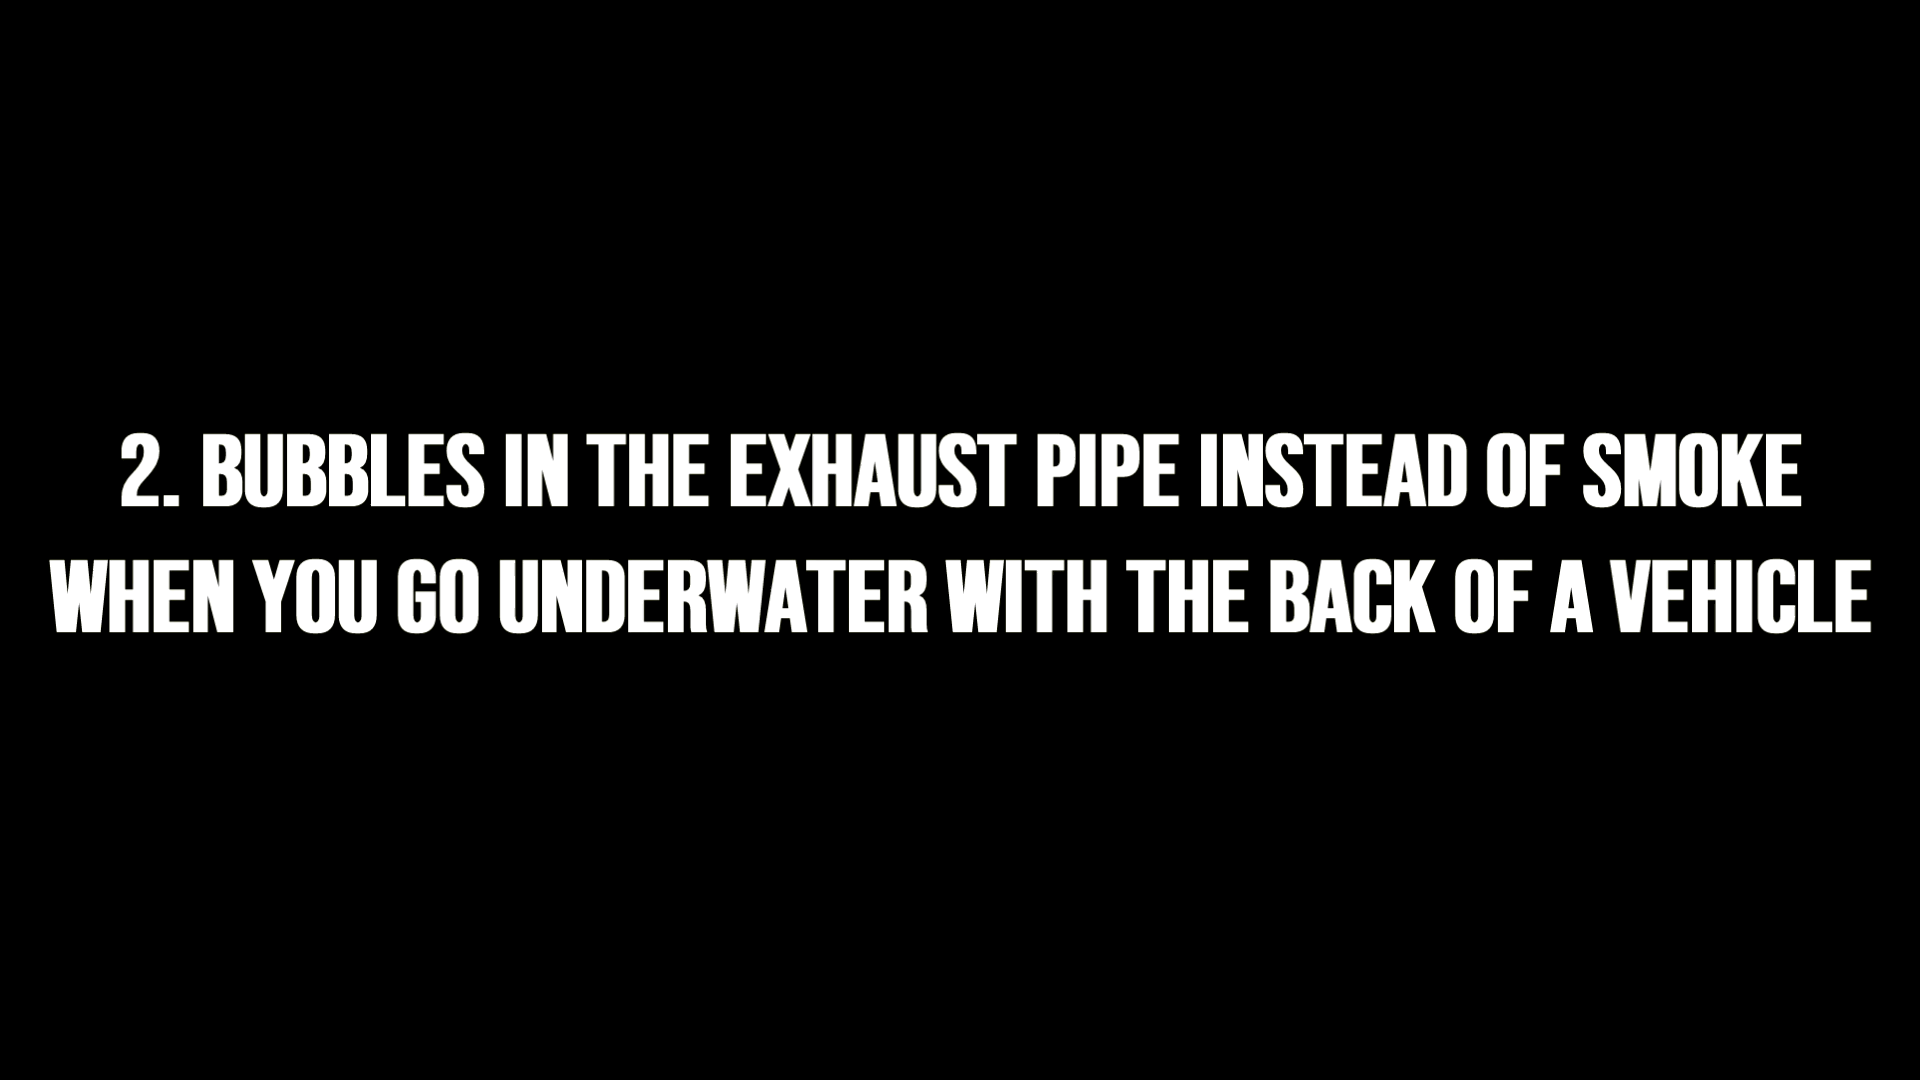 2. BUBBLES IN THE EXHAUST PIPE INSTEAD OF SMOKE
WHEN YOU GO UNDERWATER WITH THE BACK OF A VEHICLE